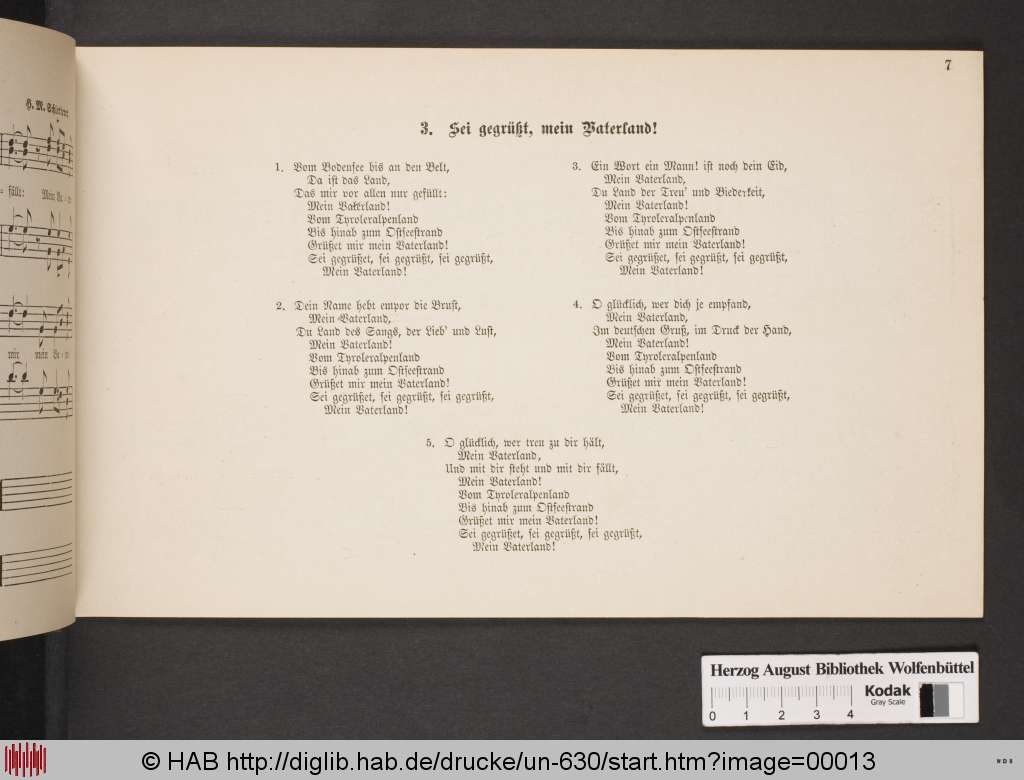 H. M. Schletterer
fällt: Mein Va-
mir mein Va-
7
3. Sei gegrüßt, mein Vaterland!
1. Vom Bodensee bis an den Belt,
Da ist das Land,
Das mir vor allen nur gefüllt:
Mein Vaterland!
Vom Tyroleralpenland
Bis hinab zum Ostseestrand
Grüßet mir mein Vaterland!
Sei gegrüßet, sei gegrüßt, sei gegrüßt,
Mein Vaterland!
2. Dein Name hebt empor die Brust,
Mein Vaterland,
Du Land des Sangs, der Lieb' und Lust,
Mein Vaterland!
Vom Tyroleralpenland
Bis hinab zum Ostseestrand
Grüßet mir mein Vaterland!
Sei gegrüßet, sei gegrüßt, sei gegrüßt,
Mein Vaterland!
3. Ein Wort ein Mann! ist noch dein Eid,
Mein Vaterland,
Du Land der Treu' und Biederkeit,
Mein Vaterland!
Vom Tyroleralpenland
Bis hinab zum Ostseestrand
Grüßet mir mein Vaterland!
Sei gegrüßet, sei gegrüßt, sei gegrüßt,
Mein Vaterland!
4. O glücklich, wer dich je empfand,
Mein Vaterland,
Im deutschen Gruß, im Druck der Hand,
Mein Vaterland!
Vom Tyroleralpenland
Bis hinab zum Ostseestrand
Grüßet mir mein Vaterland!
Sei gegrüßet, sei gegrüßt, sei gegrüßt,
Mein Vaterland!
5. O glücklich, wer treu zu dir hält,
Mein Vaterland,
Und mit dir steht und mit dir fällt,
Mein Vaterland!
Vom Tyroleralpenland
Bis hinab zum Ostseestrand
Grüßet mir mein Vaterland!
Sei gegrüßet, sei gegrüßt, sei gegrüßt,
Mein Vaterland!
Herzog August Bibliothek Wolfenbüttel
Kodak
Gray Scale
0 1 2 3 4
© HAB http://diglib.hab.de/drucke/un-630/start.htm?image=00013